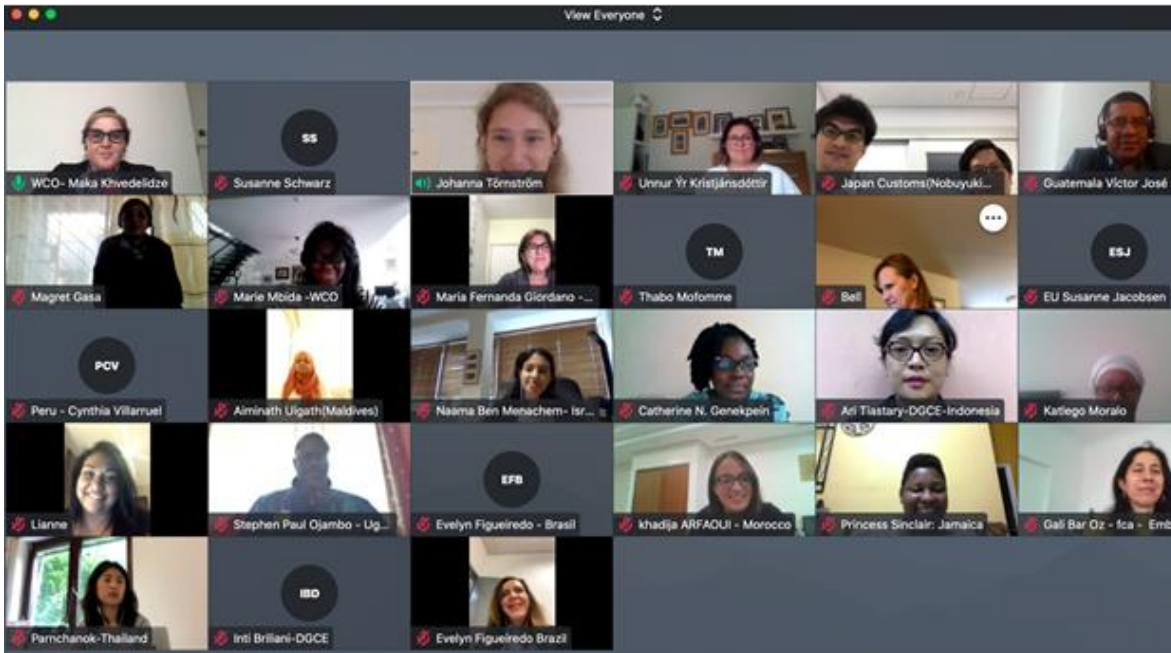 View Everyone
WCO- Maka Khvedelidze
SS
Susanne Schwarz
Johanna Törnström
Unnur Ýr Kristjánsdóttir
Japan Customs(Nobuyuki...
Guatemala Víctor José
Magret Gasa
Marie Mbida -WCO
Maria Fernanda Giordano -...
TM
Thabo Mofomme
Bell
ESJ
EU Susanne Jacobsen
PCV
Peru - Cynthia Villarruel
Aiminath Uigath(Maldives)
Naama Ben Menachem- Isr...
Catherine N. Genekpein
Ari Tiastary-DGCE-Indonesia
Katlego Moralo
Lianne
Stephen Paul Ojambo - Ug...
EFB
Evelyn Figueiredo - Brasil
khadija ARFAOUI - Morocco
Princess Sinclair: Jamaica
Gali Bar Oz - fca - Emb
Parnchanok-Thailand
IBD
Inti Briliani-DGCE
Evelyn Figueiredo Brazil